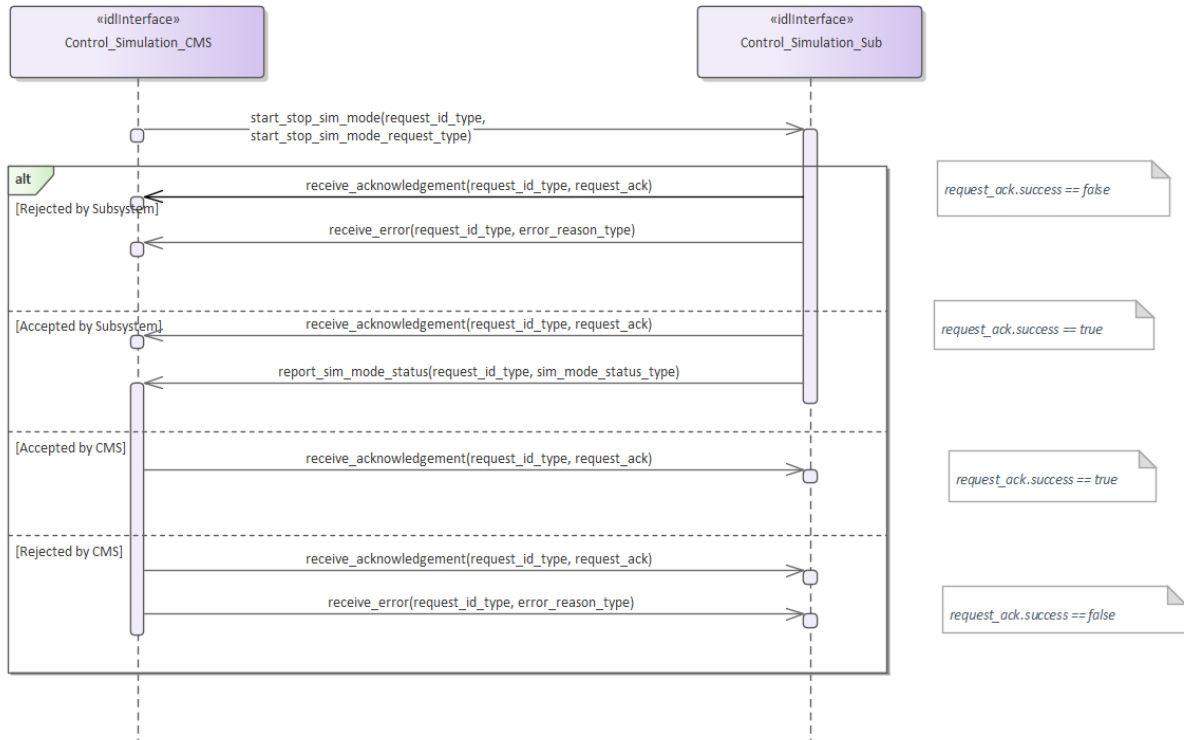 «idlInterface»
Control_Simulation_CMS
«idlInterface»
Control_Simulation_Sub
start_stop_sim_mode(request_id_type,
start_stop_sim_mode_request_type)
alt
receive_acknowledgement(request_id_type, request_ack)
request_ack.success == false
[Rejected by Subsystem]
receive_error(request_id_type, error_reason_type)
[Accepted by Subsystem]
receive_acknowledgement(request_id_type, request_ack)
request_ack.success == true
report_sim_mode_status(request_id_type, sim_mode_status_type)
[Accepted by CMS]
receive_acknowledgement(request_id_type, request_ack)
request_ack.success == true
[Rejected by CMS]
receive_acknowledgement(request_id_type, request_ack)
receive_error(request_id_type, error_reason_type)
request_ack.success == false